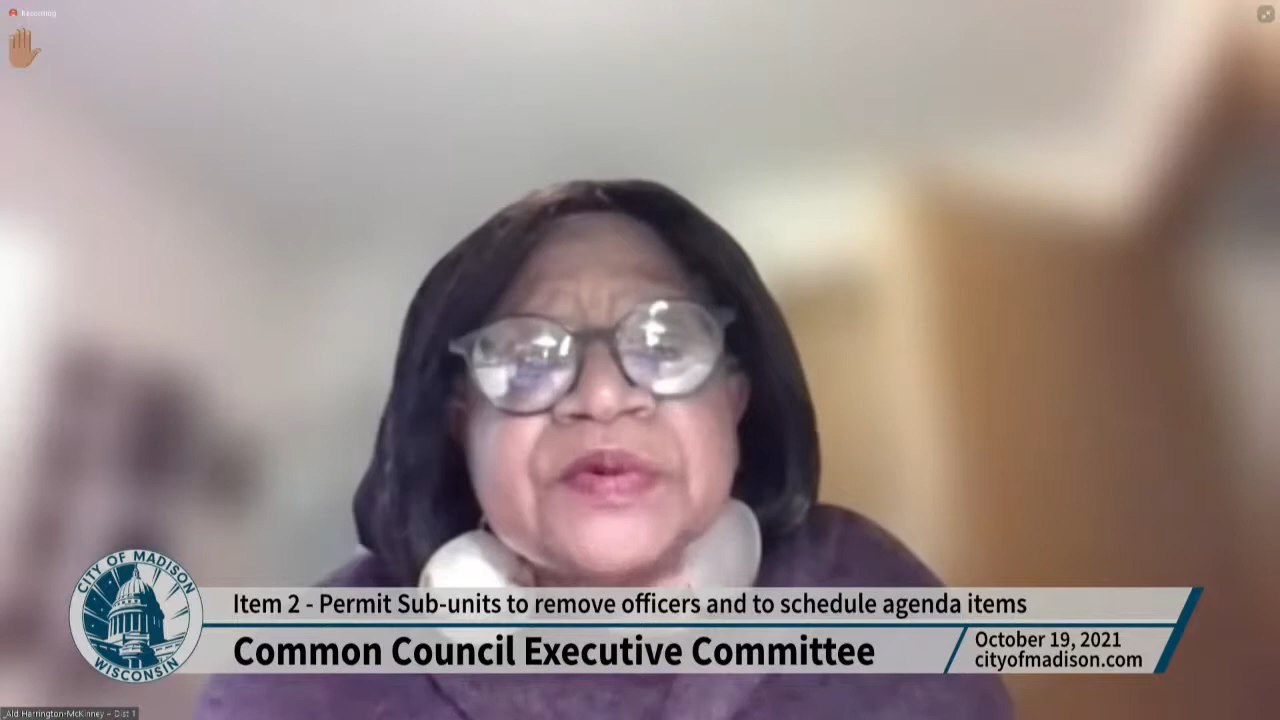 Recording
CITY OF MADISON
WISCONSIN
Item 2 - Permit Sub-units to remove officers and to schedule agenda items
Common Council Executive Committee
October 19, 2021
cityofmadison.com
Ald Harrington-McKinney - Dist 1